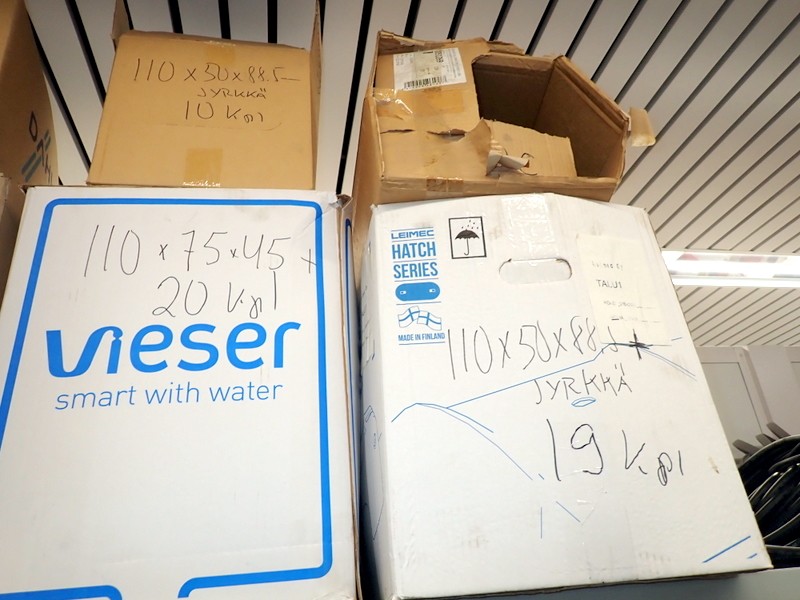 110 x 50 x 88.5
JYRKKÄ
10 Kpl
110 x 75 x 45
20 Kpl
vieser
smart with water
LEIMEC
HATCH
SERIES
MADE IN FINLAND
TALU1
110 x 50 x 88.5
JYRKKÄ
19 Kpl